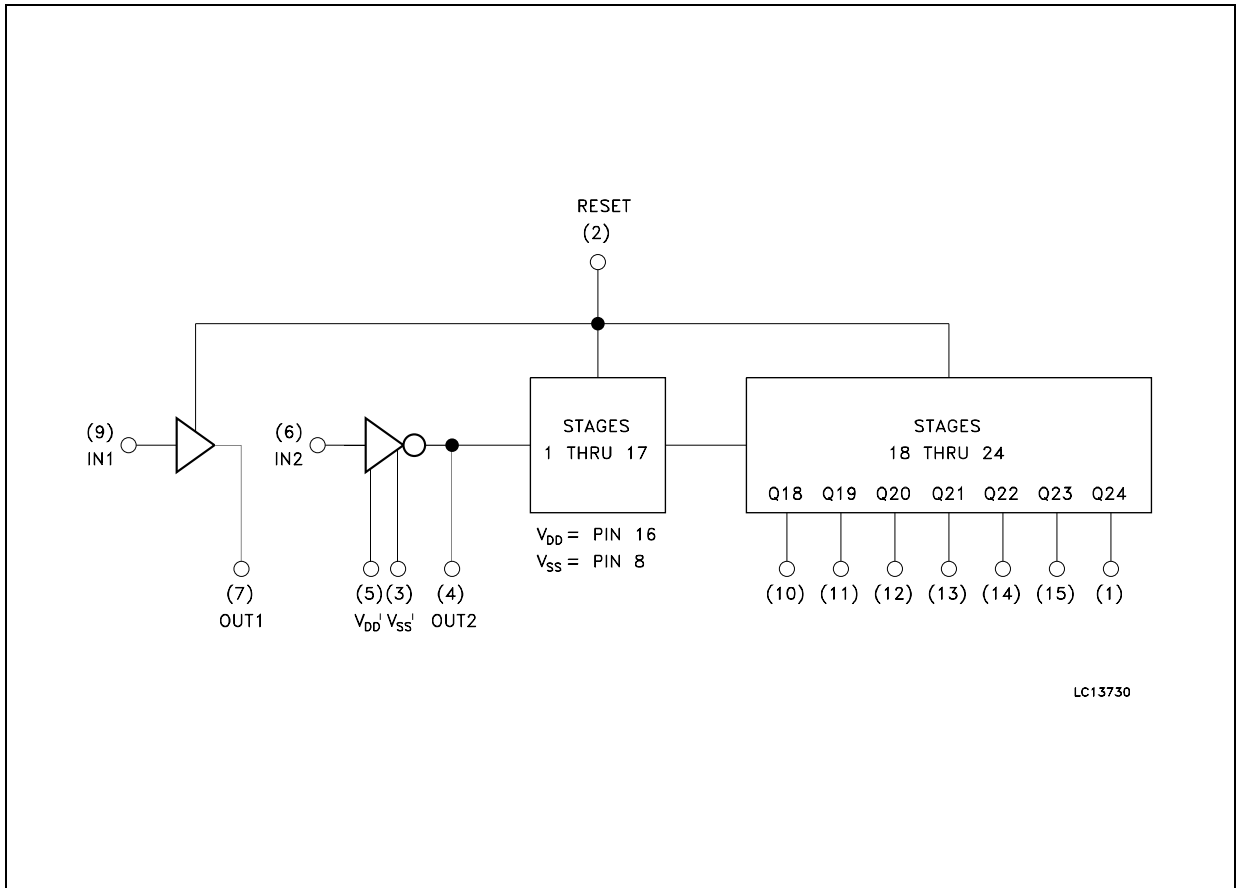 RESET
(2)
(9)
IN1
(6)
IN2
STAGES
1 THRU 17
STAGES
18 THRU 24
Q18 Q19 Q20 Q21 Q22 Q23 Q24
VDD = PIN 16
VSS = PIN 8
(7)
OUT1
(5) (3) (4)
VDD' VSS' OUT2
(10) (11) (12) (13) (14) (15) (1)
LC13730